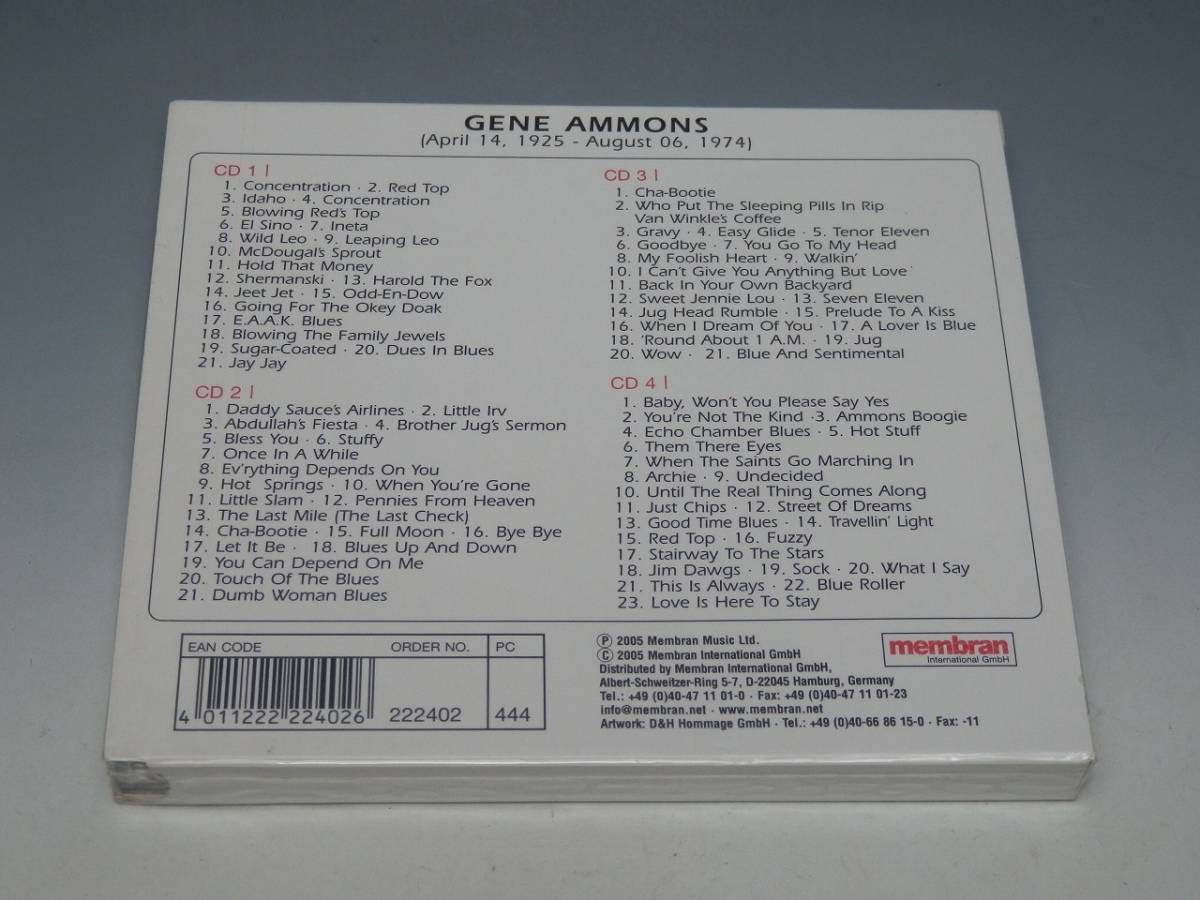 GENE AMMONS
(April 14, 1925 - August 06, 1974)
CD 1 |
1. Concentration · 2. Red Top
3. Idaho · 4. Concentration
5. Blowing Red's Top
6. El Sino · 7. Ineta
8. Wild Leo · 9. Leaping Leo
10. McDougal's Sprout
11. Hold That Money
12. Shermanski · 13. Harold The Fox
14. Jeet Jet · 15. Odd-En-Dow
16. Going For The Okey Doak
17. E.A.A.K. Blues
18. Blowing The Family Jewels
19. Sugar-Coated · 20. Dues In Blues
21. Jay Jay
CD 2 |
1. Daddy Sauce's Airlines · 2. Little Irv
3. Abdullah's Fiesta · 4. Brother Jug's Sermon
5. Bless You · 6. Stuffy
7. Once In A While
8. Ev'rything Depends On You
9. Hot Springs · 10. When You're Gone
11. Little Slam · 12. Pennies From Heaven
13. The Last Mile (The Last Check)
14. Cha-Bootie · 15. Full Moon · 16. Bye Bye
17. Let It Be · 18. Blues Up And Down
19. You Can Depend On Me
20. Touch Of The Blues
21. Dumb Woman Blues
CD 3 |
1. Cha-Bootie
2. Who Put The Sleeping Pills In Rip
Van Winkle's Coffee
3. Gravy · 4. Easy Glide · 5. Tenor Eleven
6. Goodbye · 7. You Go To My Head
8. My Foolish Heart · 9. Walkin'
10. I Can't Give You Anything But Love
11. Back In Your Own Backyard
12. Sweet Jennie Lou · 13. Seven Eleven
14. Jug Head Rumble · 15. Prelude To A Kiss
16. When I Dream Of You · 17. A Lover Is Blue
18. 'Round About 1 A.M. · 19. Jug
20. Wow · 21. Blue And Sentimental
CD 4 |
1. Baby, Won't You Please Say Yes
2. You're Not The Kind ·3. Ammons Boogie
4. Echo Chamber Blues · 5. Hot Stuff
6. Them There Eyes
7. When The Saints Go Marching In
8. Archie · 9. Undecided
10. Until The Real Thing Comes Along
11. Just Chips · 12. Street Of Dreams
13. Good Time Blues · 14. Travellin' Light
15. Red Top · 16. Fuzzy
17. Stairway To The Stars
18. Jim Dawgs · 19. Sock · 20. What I Say
21. This Is Always · 22. Blue Roller
23. Love Is Here To Stay
EAN CODE ORDER NO. PC
4 011222 224026 222402 444
Ⓟ 2005 Membran Music Ltd.
© 2005 Membran International GmbH
Distributed by Membran International GmbH,
Albert-Schweitzer-Ring 5-7, D-22045 Hamburg, Germany
Tel.: +49 (0)40-47 11 01-0 · Fax: +49 (0)40-47 11 01-23
info@membran.net · www.membran.net
Artwork: D&H Hommage GmbH · Tel.: +49 (0)40-66 86 15-0 · Fax: -11
membran
International GmbH